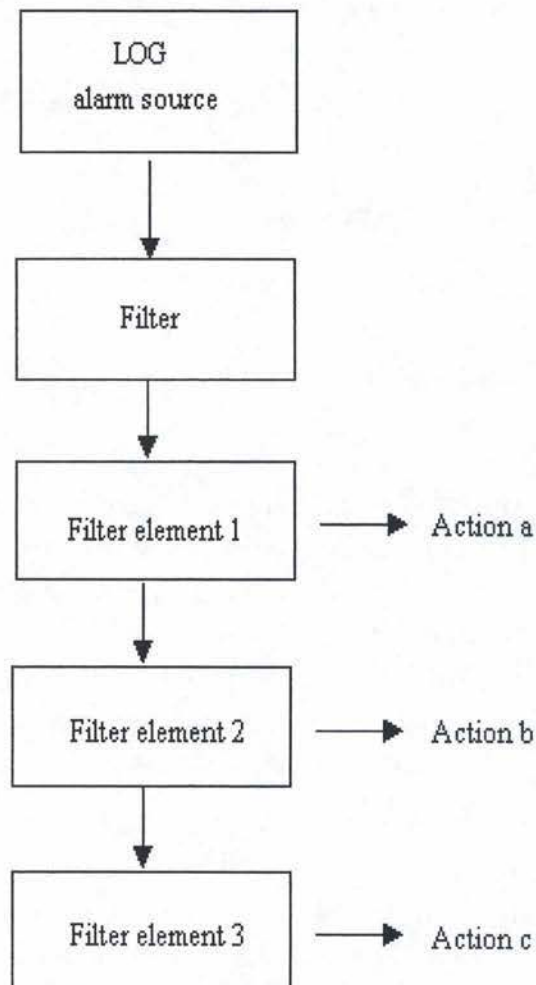 LOG
alarm source
Filter
Filter element 1
Action a
Filter element 2
Action b
Filter element 3
Action c